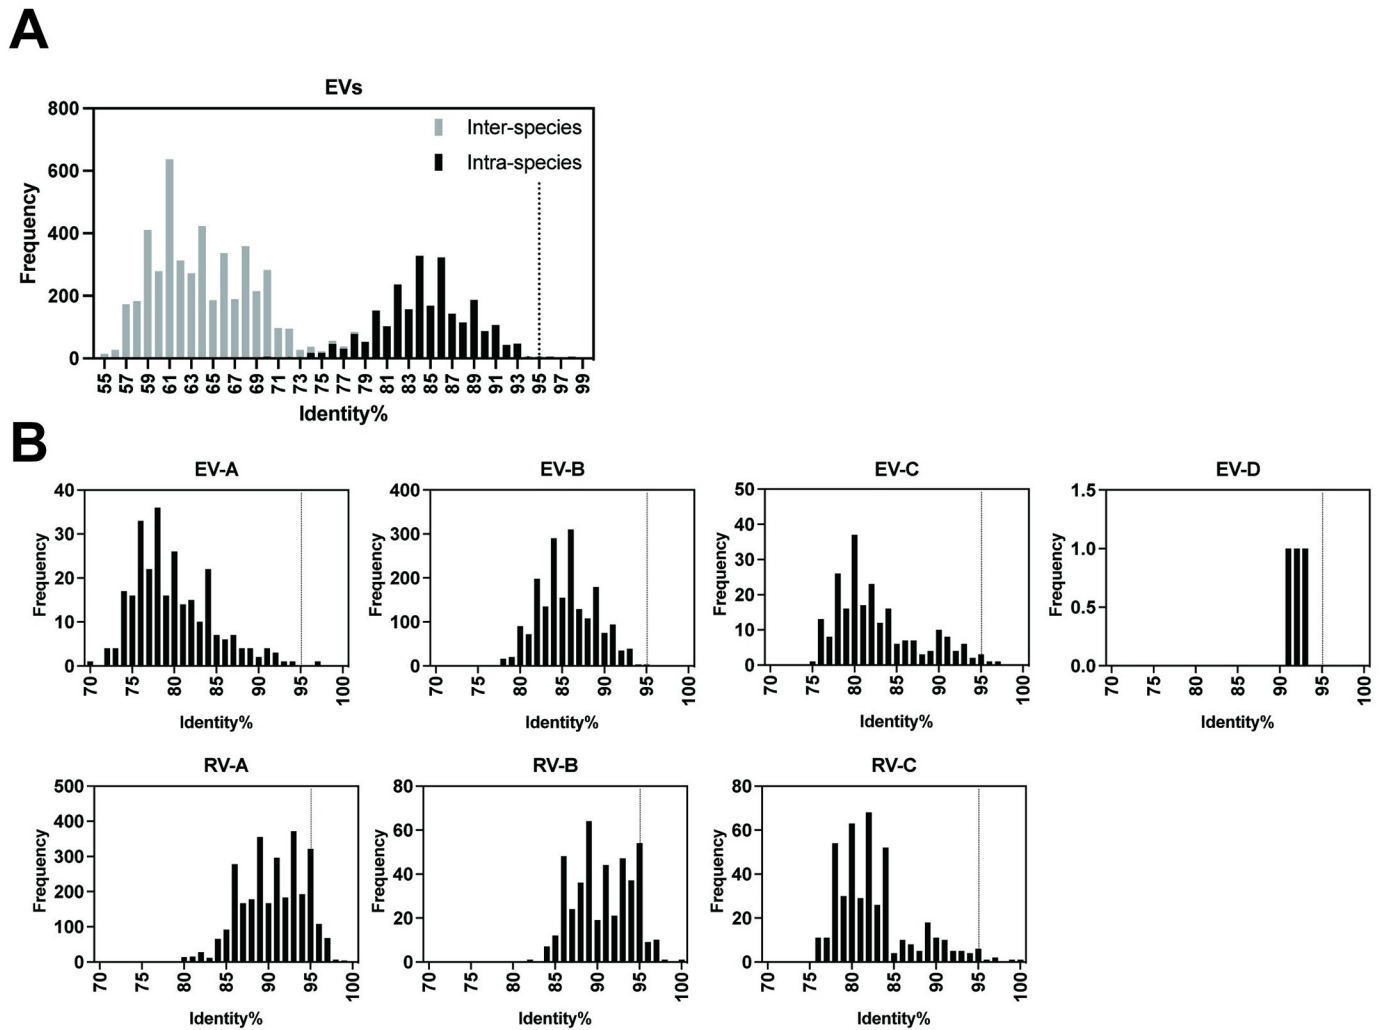 A
EVs
Inter-species
Intra-species
Frequency
800
600
400
200
0
55 57 59 61 63 65 67 69 71 73 75 77 79 81 83 85 87 89 91 93 95 97 99
Identity%
B
EV-A
Frequency
40
30
20
10
0
70 75 80 85 90 95 100
Identity%
EV-B
Frequency
400
300
200
100
0
70 75 80 85 90 95 100
Identity%
EV-C
Frequency
50
40
30
20
10
0
70 75 80 85 90 95 100
Identity%
EV-D
Frequency
1.5
1.0
0.5
0.0
70 75 80 85 90 95 100
Identity%
RV-A
Frequency
500
400
300
200
100
0
70 75 80 85 90 95 100
Identity%
RV-B
Frequency
80
60
40
20
0
70 75 80 85 90 95 100
Identity%
RV-C
Frequency
80
60
40
20
0
70 75 80 85 90 95 100
Identity%